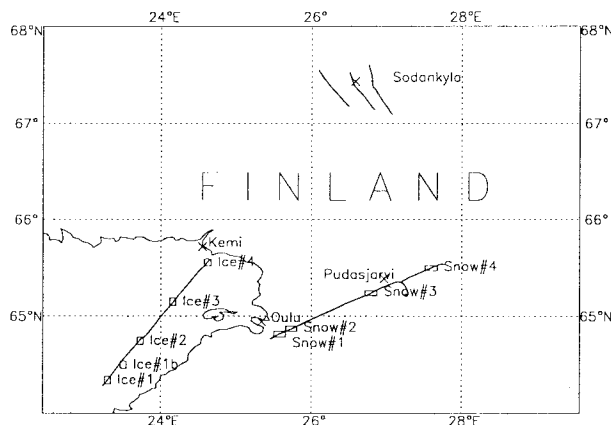 24°E 26°E 28°E
68°N 68°N
Sodankyla
67° 67°
FINLAND
66° 66°
Kemi
Ice#4
Pudasjarvi
Snow#4
Ice#3
Snow#3
65°N 65°N
Oulu
Ice#2
Snow#2
Snow#1
Ice#1b
Ice#1
24°E 26°E 28°E